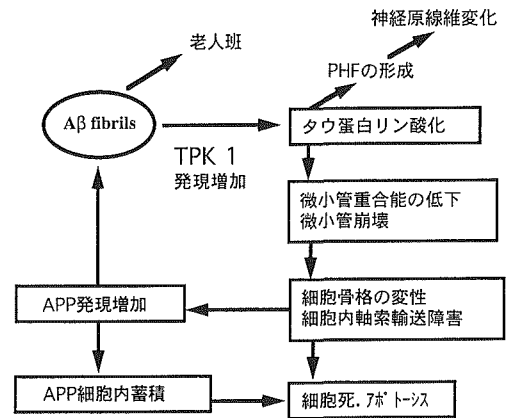 神経原線維変化
老人班
PHFの形成
Aβ fibrils
タウ蛋白リン酸化
TPK 1
発現増加
微小管重合能の低下
微小管崩壊
細胞骨格の変性
細胞内軸索輸送障害
APP発現増加
APP細胞内蓄積
細胞死.ｱﾎﾟﾄｰｼｽ